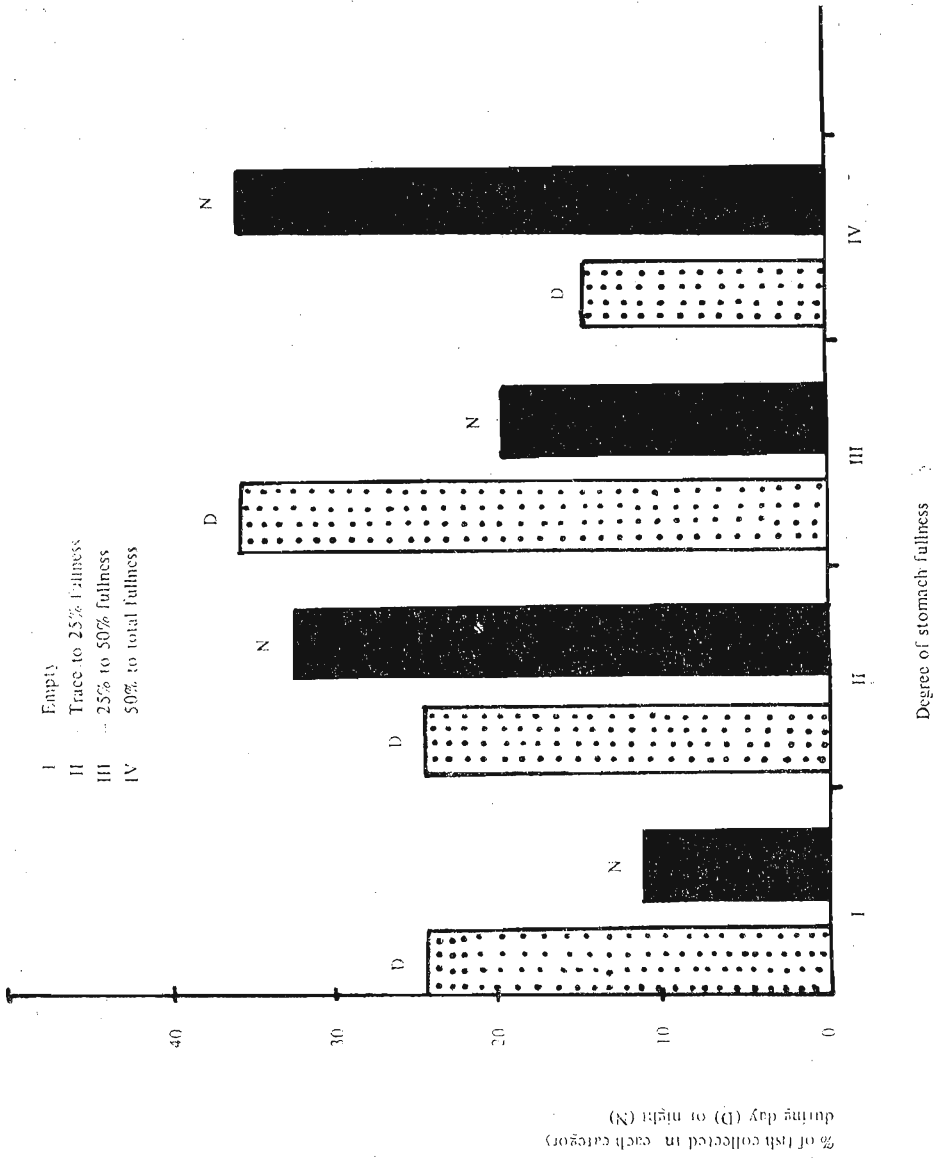 I Empty
II Trace to 25% fullness
III 25% to 50% fullness
IV 50% to total fullness
% of fish collected in each category
during day (D) or night (N)
40
30
20
10
0
D
N
D
N
D
N
D
N
I
II
III
IV
Degree of stomach fullness